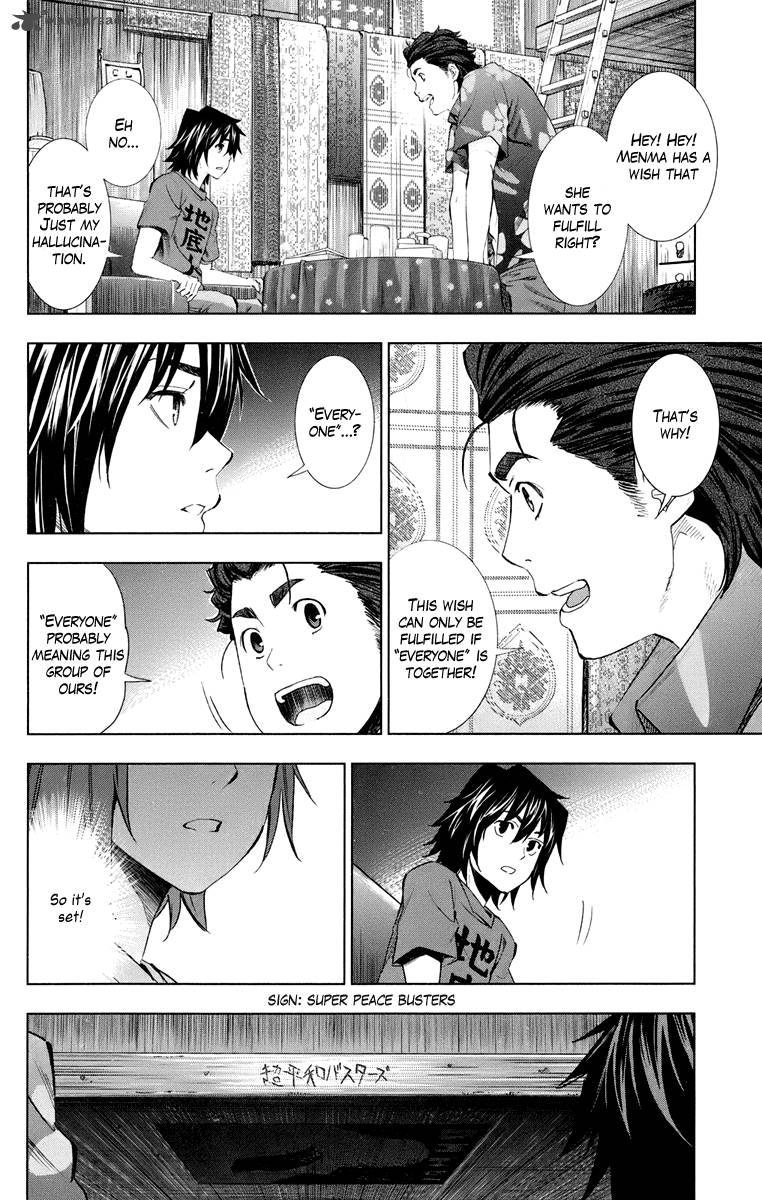 HEY! HEY!
MENMA HAS A
WISH THAT
SHE
WANTS TO
FULFILL
RIGHT?
EH
NO...
THAT'S
PROBABLY
JUST MY
HALLUCINA-
TION.
地底
THAT'S
WHY!
THIS WISH
CAN ONLY BE
FULFILLED IF
"EVERYONE" IS
TOGETHER!
"EVERY-
ONE"...?
"EVERYONE"
PROBABLY
MEANING THIS
GROUP OF
OURS!
地底
So it's
set!
SIGN: SUPER PEACE BUSTERS
超平和バスターズ